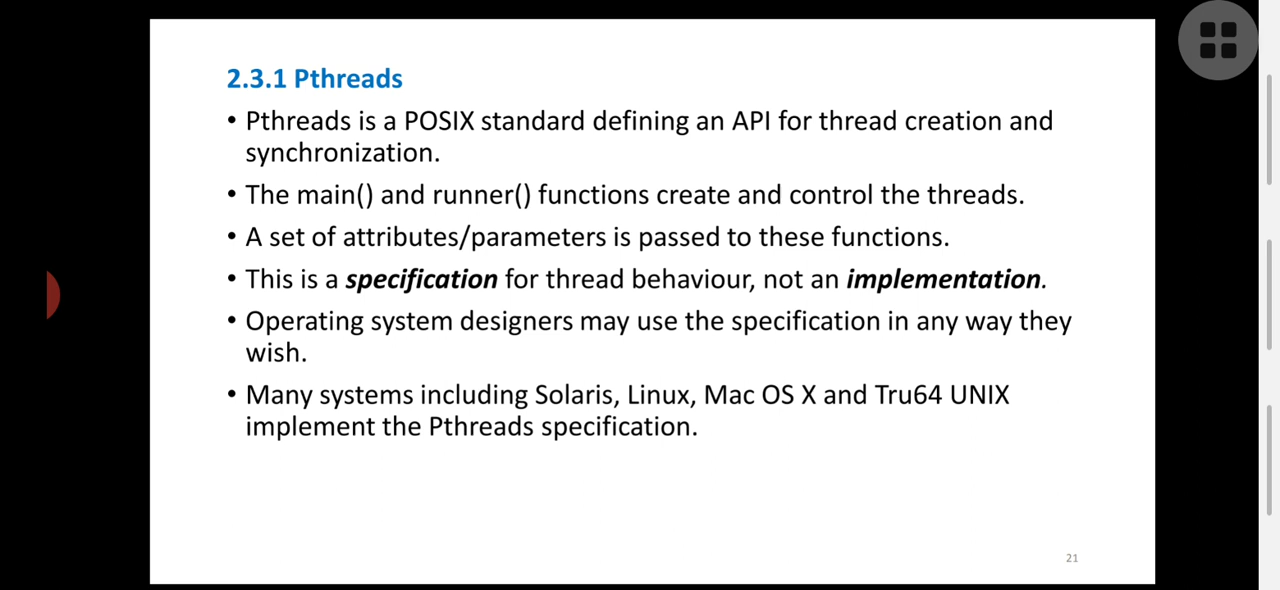 2.3.1 Pthreads
• Pthreads is a POSIX standard defining an API for thread creation and
synchronization.
• The main() and runner() functions create and control the threads.
• A set of attributes/parameters is passed to these functions.
• This is a specification for thread behaviour, not an implementation.
• Operating system designers may use the specification in any way they
wish.
• Many systems including Solaris, Linux, Mac OS X and Tru64 UNIX
implement the Pthreads specification.
21